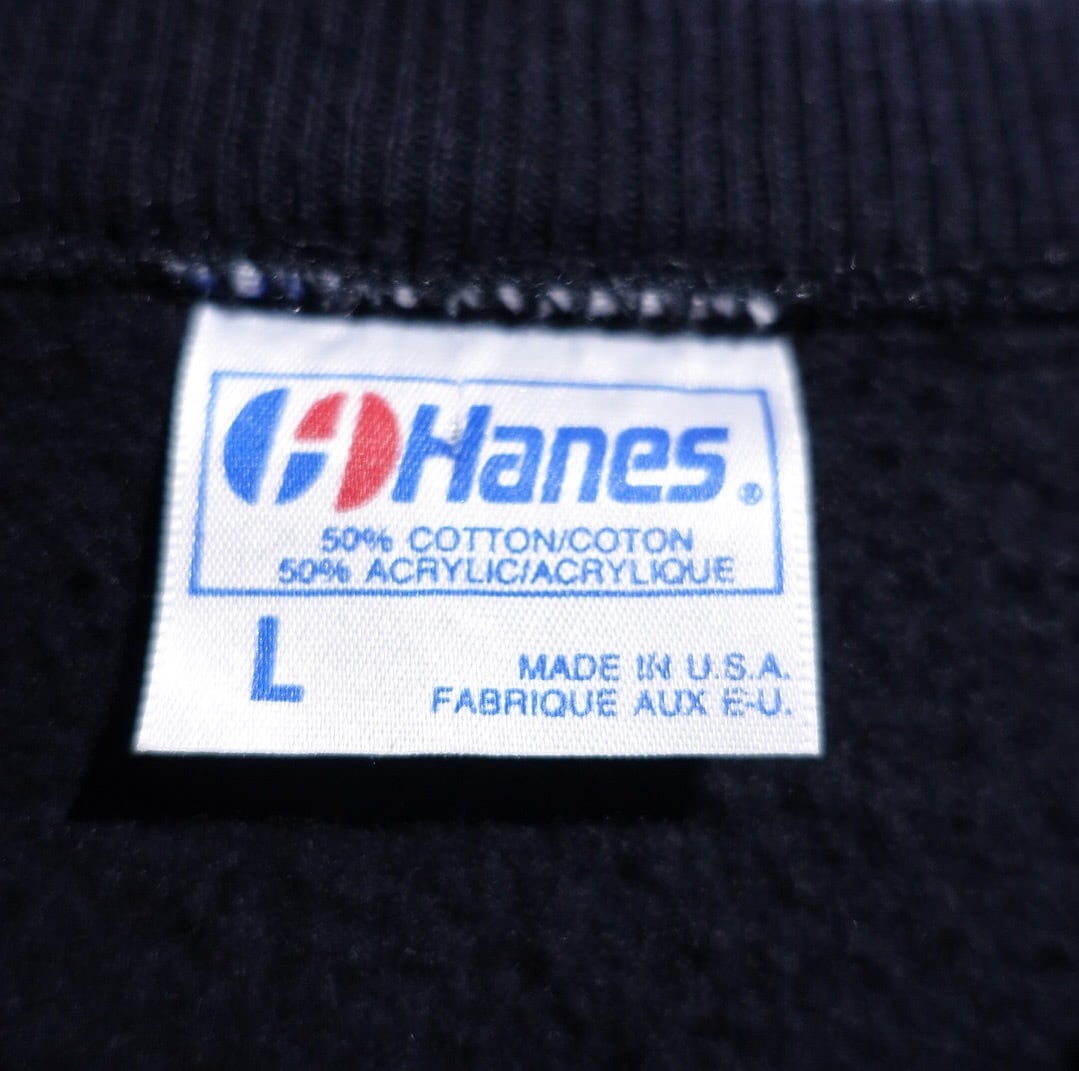 Hanes®
50% COTTON/COTON
50% ACRYLIC/ACRYLIQUE
L
MADE IN U.S.A.
FABRIQUE AUX E-U.